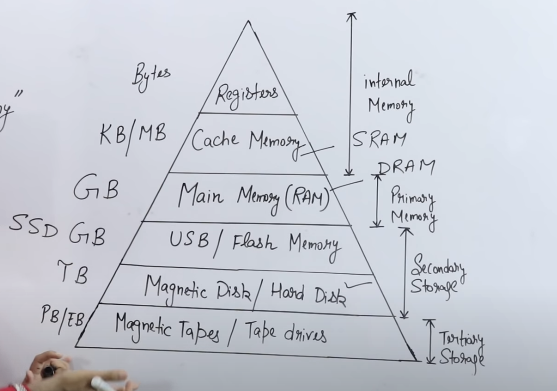 y"
Bytes
Registers
internal
Memory
KB/MB
Cache Memory
SRAM
DRAM
GB
Main Memory (RAM)
Primary
Memory
SSD GB
USB / Flash Memory
TB
Magnetic Disk / Hard Disk
Secondary
Storage
PB/EB
Magnetic Tapes / Tape drives
Tertiary
Storage